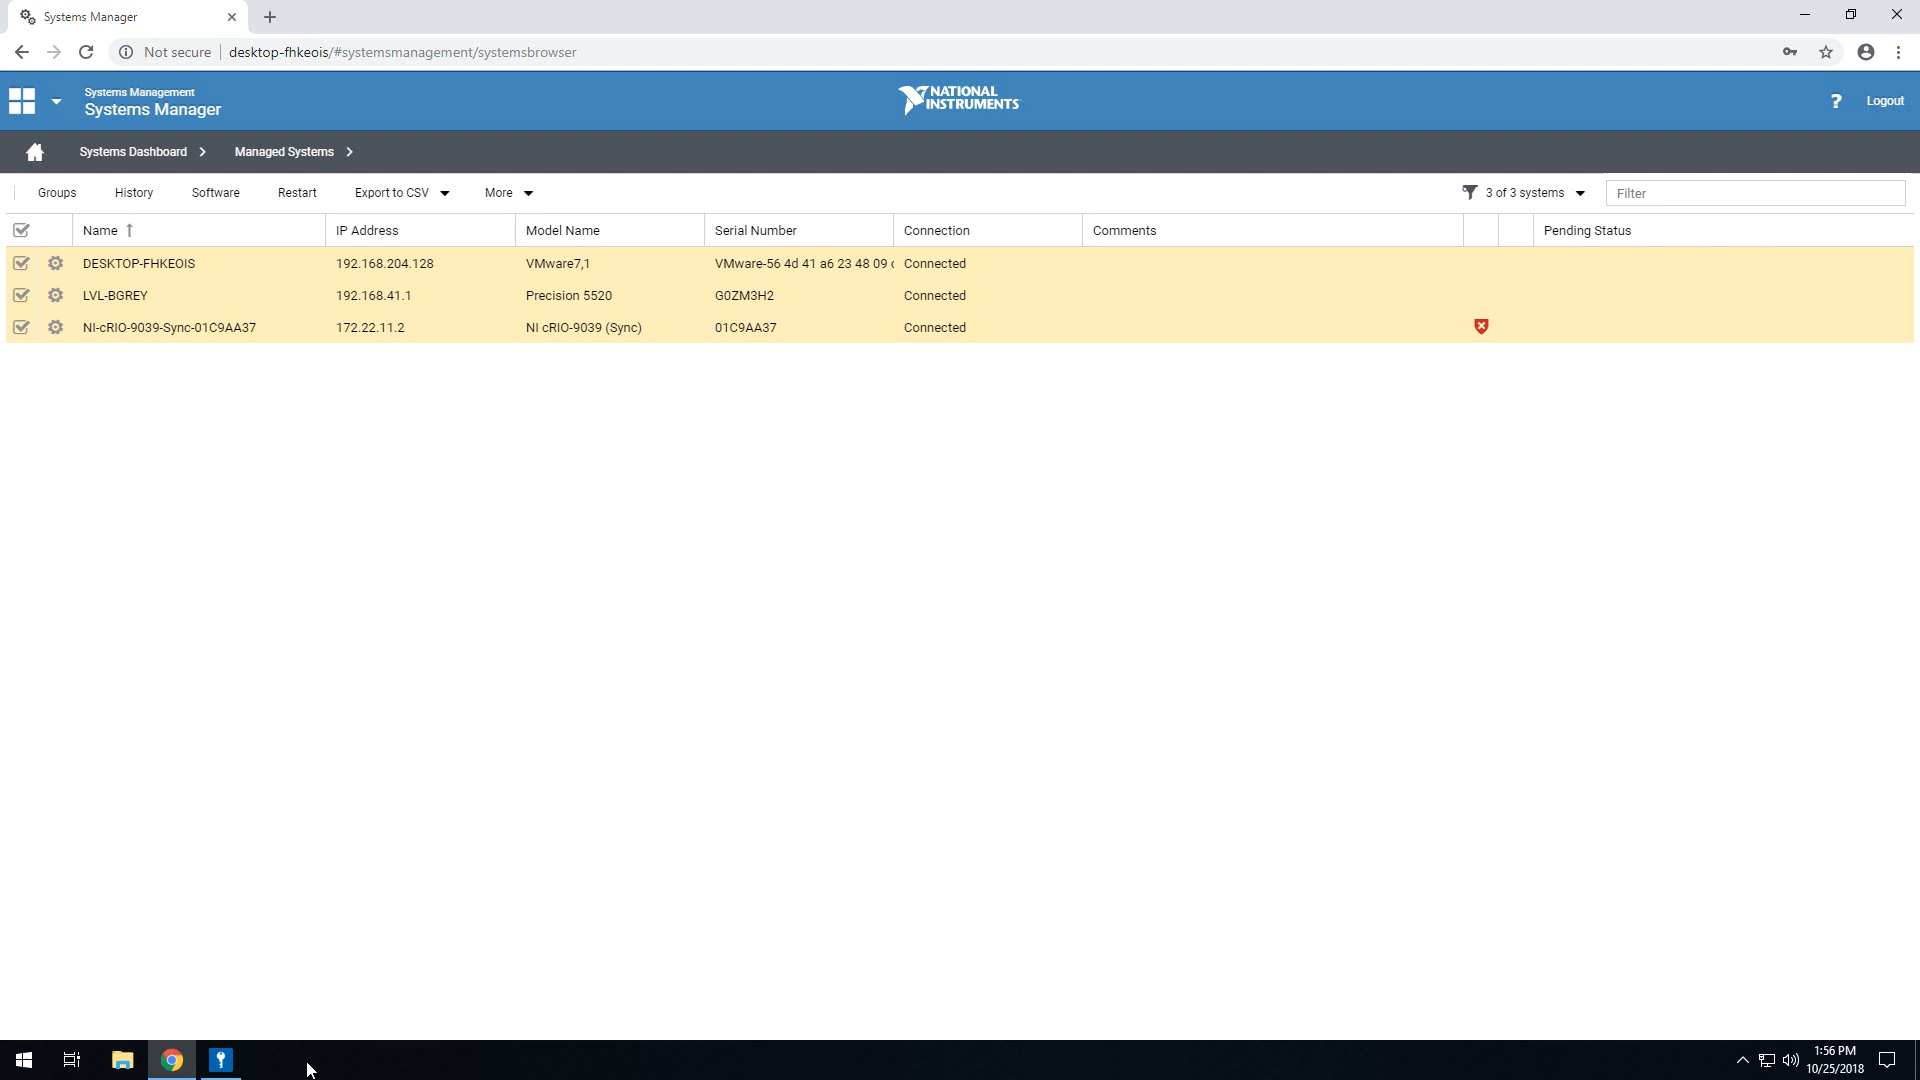 Systems Manager
Not secure
desktop-fhkeois/#systemsmanagement/systemsbrowser
Systems Management
Systems Manager
NATIONAL
INSTRUMENTS
? Logout
Systems Dashboard Managed Systems
Groups History Software Restart Export to CSV More 3 of 3 systems Filter
Name IP Address Model Name Serial Number Connection Comments Pending Status
DESKTOP-FHKEOIS 192.168.204.128 VMware7,1 VMware-56 4d 41 a6 23 48 09 Connected
LVL-BGREY 192.168.41.1 Precision 5520 G0ZM3H2 Connected
NI-cRIO-9039-Sync-01C9AA37 172.22.11.2 NI cRIO-9039 (Sync) 01C9AA37 Connected
1:56 PM
10/25/2018